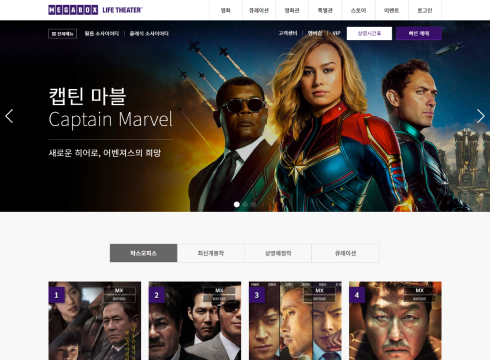 MEGABOX LIFE THEATER™
영화 큐레이션 영화관 특별관 스토어 이벤트 로그인
전체메뉴 필름 소사이어티 클래식 소사이어티
고객센터 멤버십 VIP 상영시간표 빠른 예매
캡틴 마블
Captain Marvel
새로운 히어로, 어벤져스의 희망
박스오피스 최신개봉작 상영예정작 큐레이션
1 MX 2 MX 3 MX 4 MX
BOUTIQUE BOUTIQUE BOUTIQUE BOUTIQUE